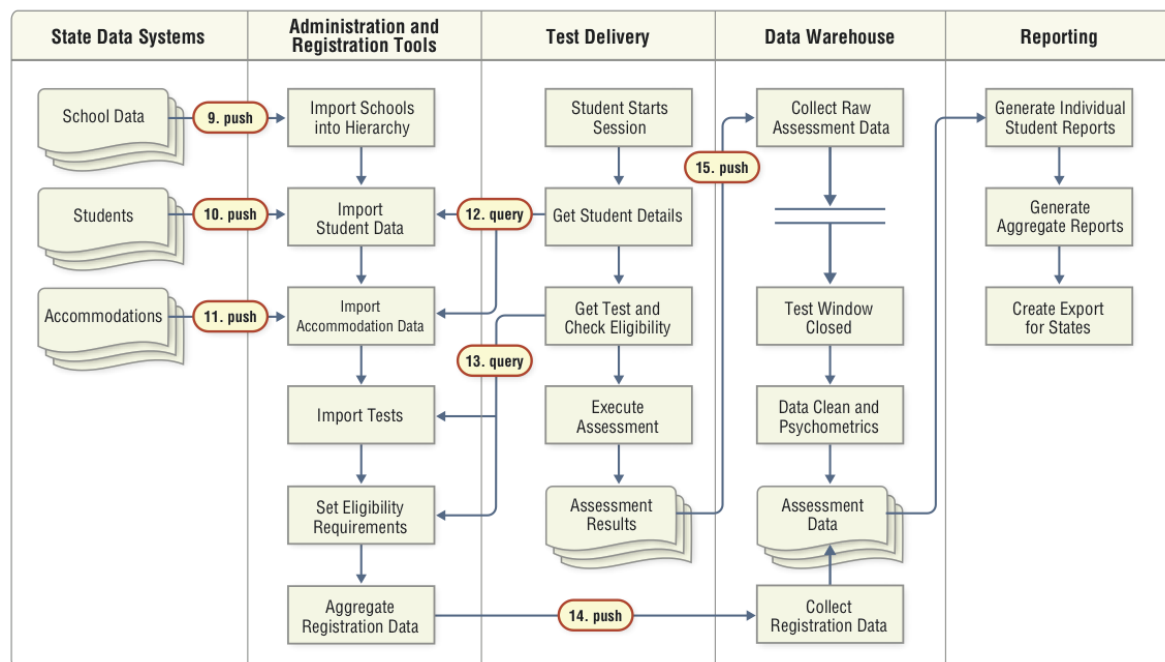 State Data Systems
Administration and
Registration Tools
Test Delivery
Data Warehouse
Reporting
School Data
9. push
Import Schools
into Hierarchy
Students
10. push
Import
Student Data
Accommodations
11. push
Import
Accommodation Data
Import Tests
Set Eligibility
Requirements
Aggregate
Registration Data
12. query
13. query
14. push
Student Starts
Session
Get Student Details
Get Test and
Check Eligibility
Execute
Assessment
Assessment
Results
15. push
Collect Raw
Assessment Data
Test Window
Closed
Data Clean and
Psychometrics
Assessment
Data
Collect
Registration Data
Generate Individual
Student Reports
Generate
Aggregate Reports
Create Export
for States